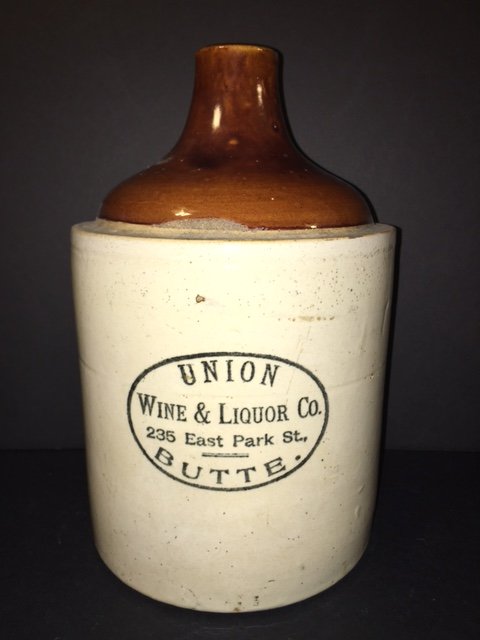 UNION
WINE & LIQUOR CO.
235 East Park St.,
BUTTE.